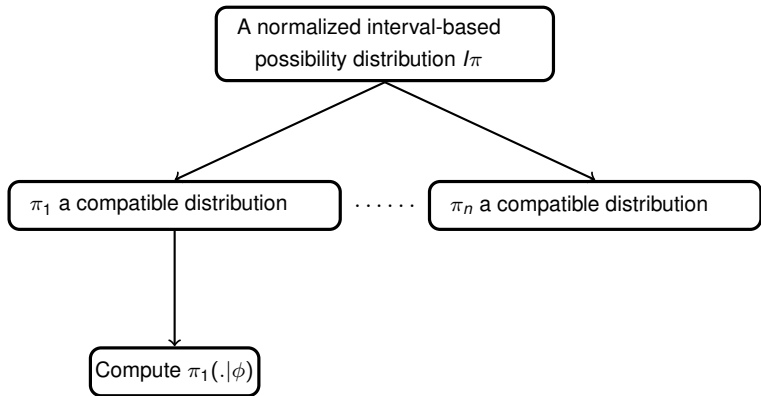 A normalized interval-based
possibility distribution Iπ
π₁ a compatible distribution
. . . . . .
πₙ a compatible distribution
Compute π₁(.|ϕ)